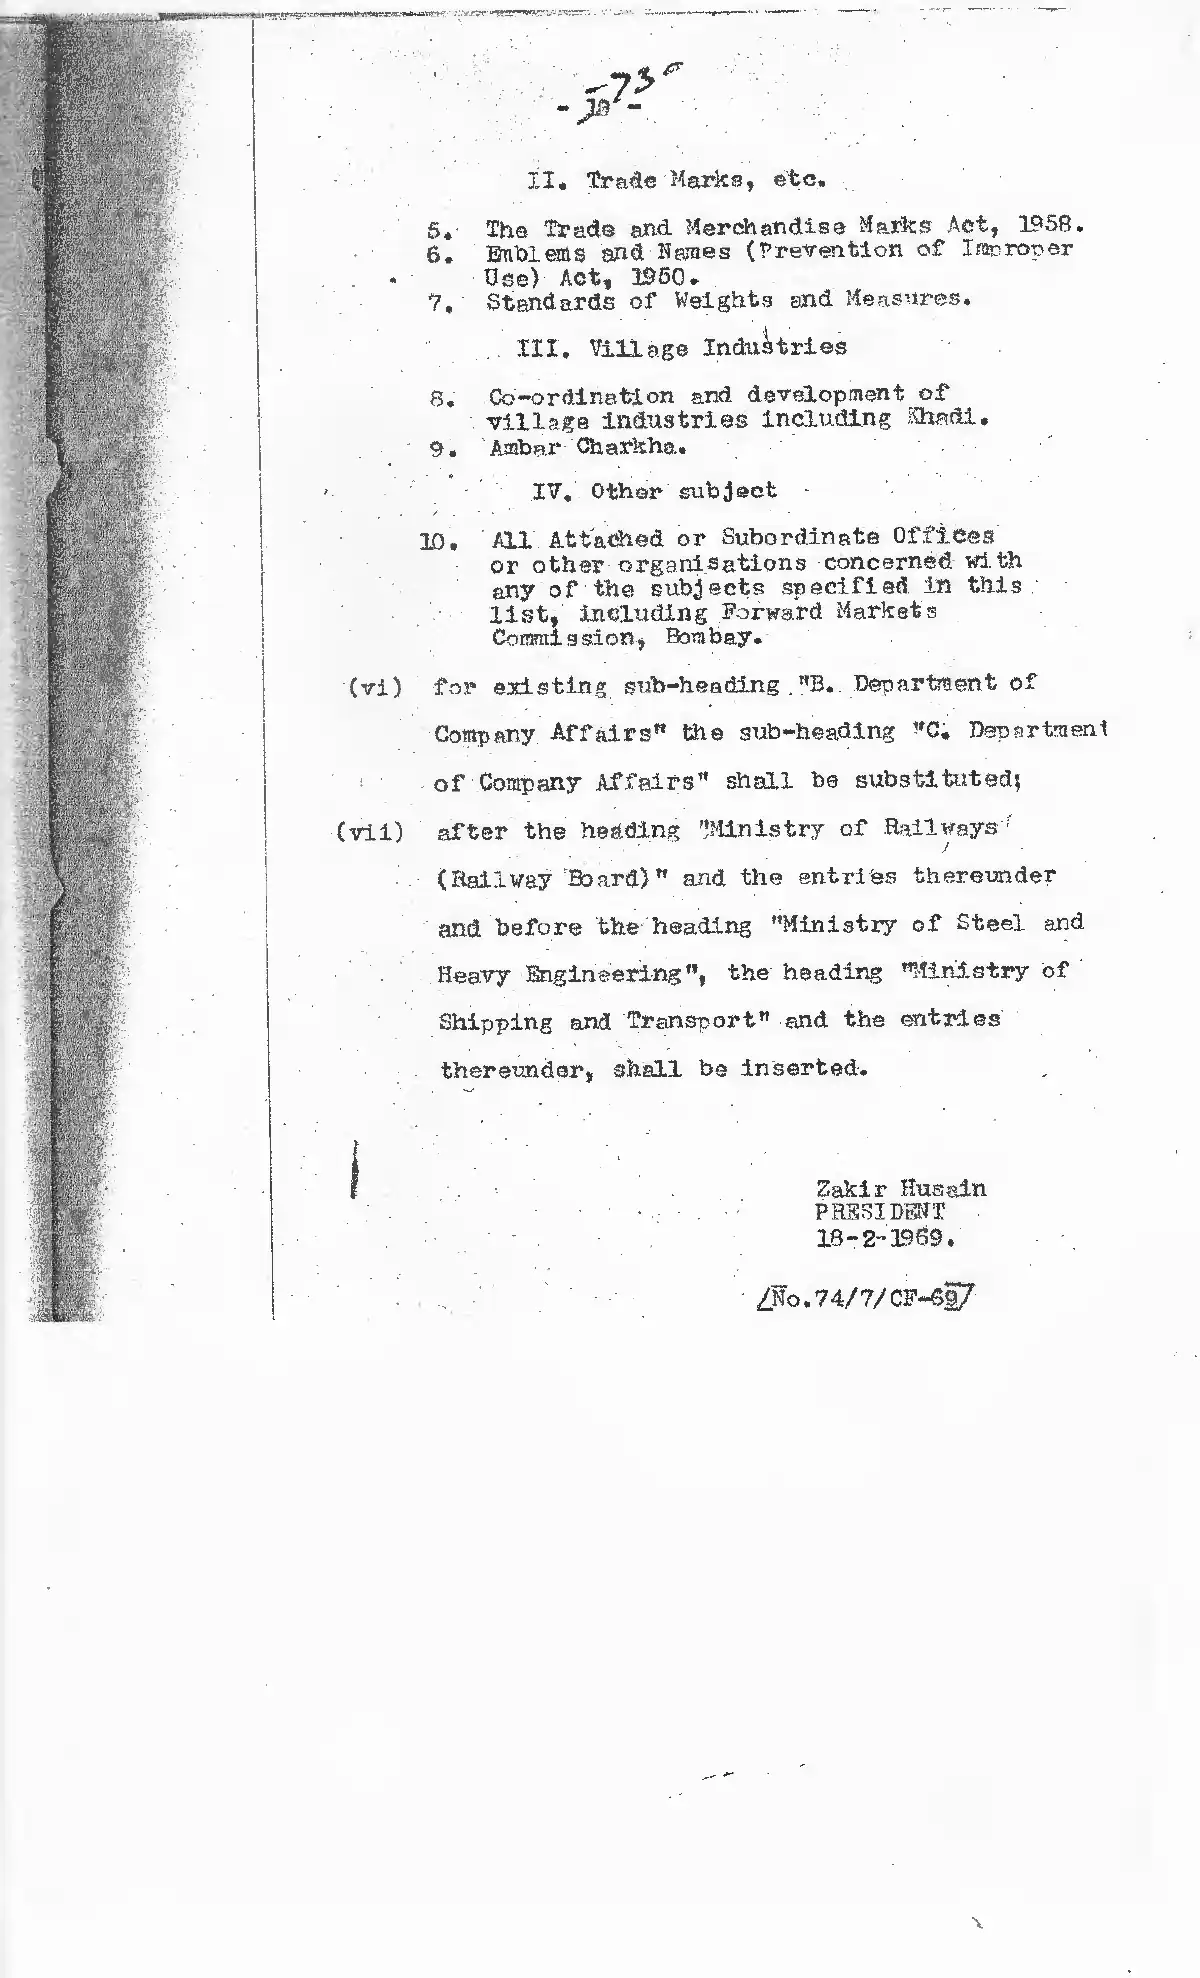 73
- 10 -
II. Trade Marks, etc.
5. The Trade and Merchandise Marks Act, 1958.
6. Emblems and Names (Prevention of Improper
Use) Act, 1950.
7. Standards of Weights and Measures.
III. Village Industries
8. Co-ordination and development of
village industries including Khadi.
9. Ambar Charkha.
IV. Other subject
10. All Attached or Subordinate Offices
or other organisations concerned with
any of the subjects specified in this
list, including Forward Markets
Commission, Bombay.
(vi) for existing sub-heading "B. Department of
Company Affairs" the sub-heading "C. Department
of Company Affairs" shall be substituted;
(vii) after the heading "Ministry of Railways
(Railway Board)" and the entries thereunder
and before the heading "Ministry of Steel and
Heavy Engineering", the heading "Ministry of
Shipping and Transport" and the entries
thereunder, shall be inserted.
Zakir Husain
PRESIDENT
18-2-1969.
/No.74/7/CF-69/